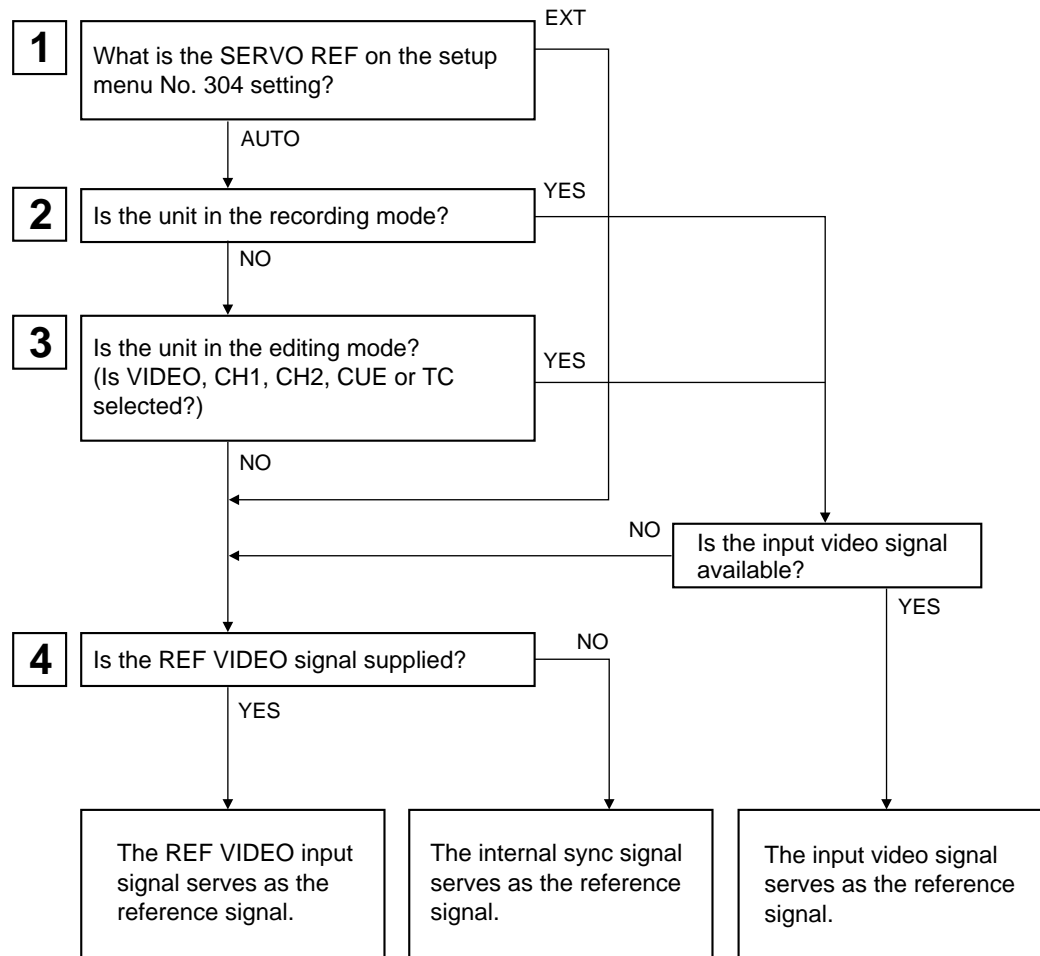 EXT
1
What is the SERVO REF on the setup
menu No. 304 setting?
AUTO
2
Is the unit in the recording mode?
YES
NO
3
Is the unit in the editing mode?
(Is VIDEO, CH1, CH2, CUE or TC
selected?)
YES
NO
NO
Is the input video signal
available?
YES
4
Is the REF VIDEO signal supplied?
NO
YES
The REF VIDEO input
signal serves as the
reference signal.
The internal sync signal
serves as the reference
signal.
The input video signal
serves as the reference
signal.